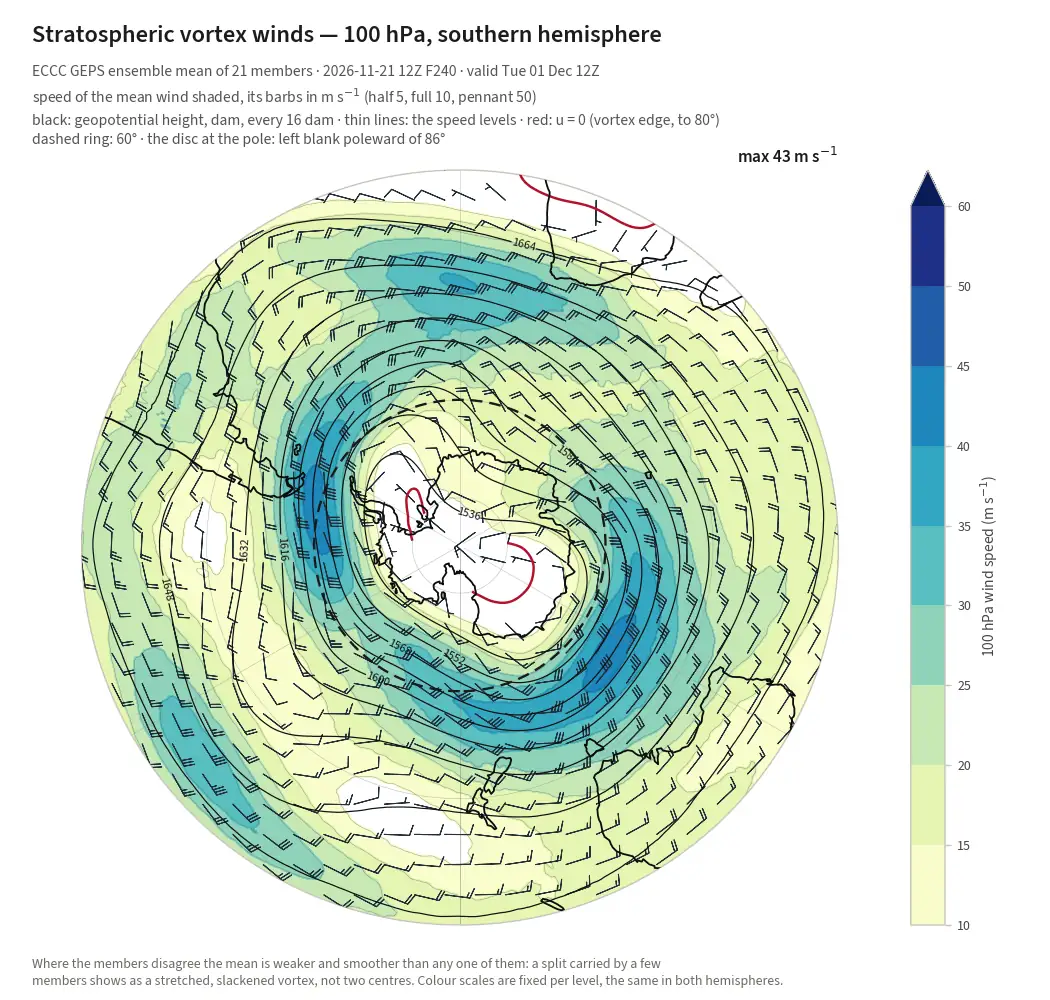 Stratospheric vortex winds — 100 hPa, southern hemisphere
ECCC GEPS ensemble mean of 21 members · 2026-11-21 12Z F240 · valid Tue 01 Dec 12Z
speed of the mean wind shaded, its barbs in m s⁻¹ (half 5, full 10, pennant 50)
black: geopotential height, dam, every 16 dam · thin lines: the speed levels · red: u = 0 (vortex edge, to 80°)
dashed ring: 60° · the disc at the pole: left blank poleward of 86°
max 43 m s⁻¹
1664
1536
1632
1616
1648
1568
1552
1600
60
50
45
40
35
30
25
20
15
10
100 hPa wind speed (m s⁻¹)
Where the members disagree the mean is weaker and smoother than any one of them: a split carried by a few
members shows as a stretched, slackened vortex, not two centres. Colour scales are fixed per level, the same in both hemispheres.